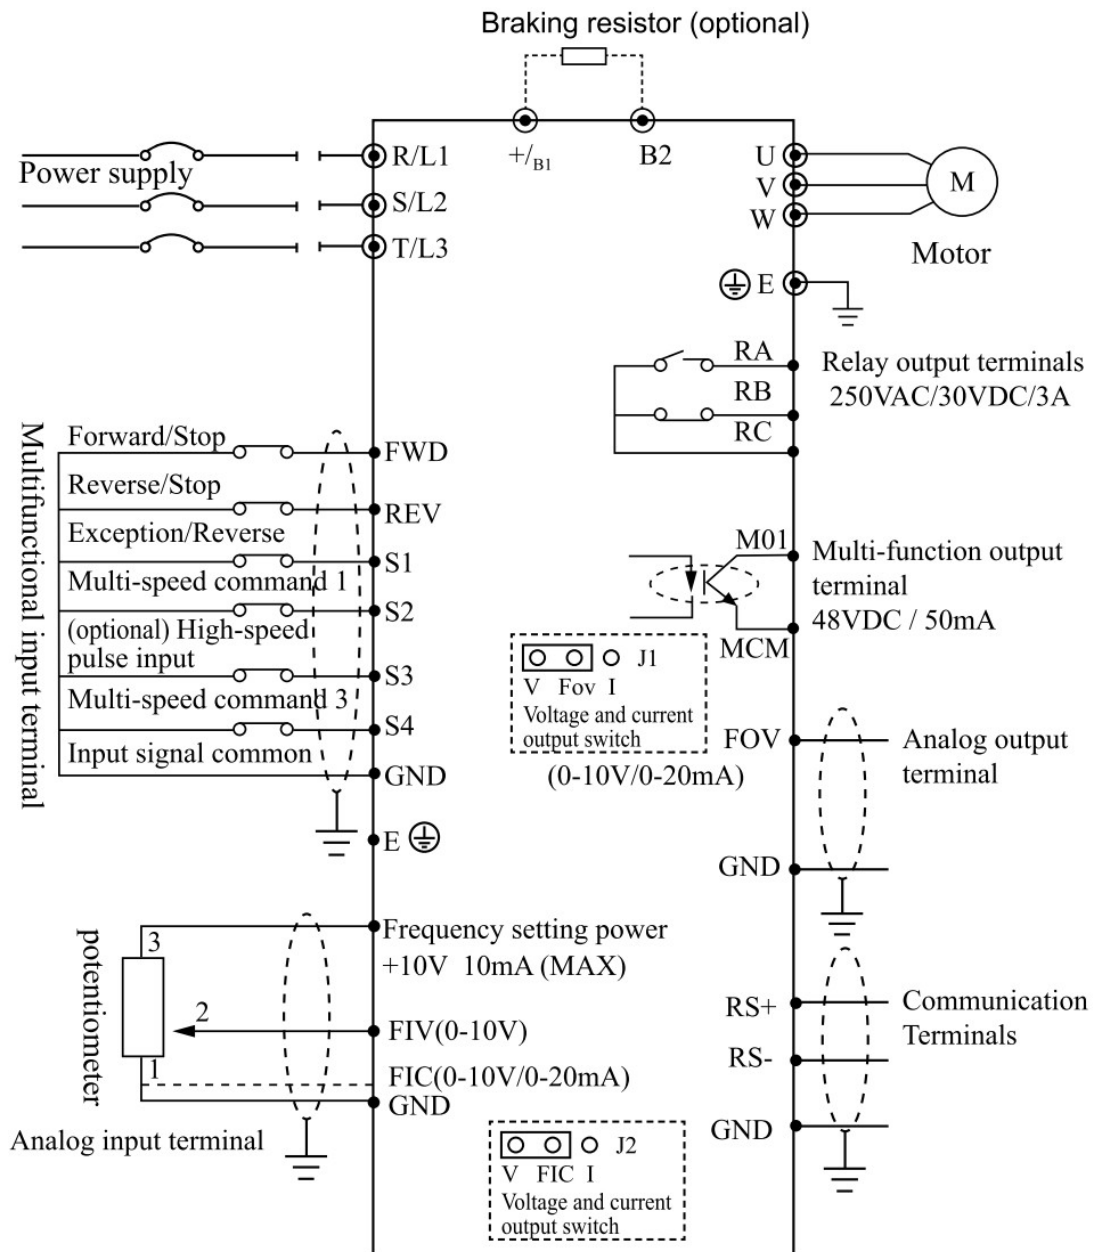 Braking resistor (optional)
+/B1
B2
Power supply
R/L1
S/L2
T/L3
U
V
W
M
Motor
E
RA
RB
RC
Relay output terminals
250VAC/30VDC/3A
Multifunctional input terminal
Forward/Stop
FWD
Reverse/Stop
REV
Exception/Reverse
S1
Multi-speed command 1
S2
(optional) High-speed
pulse input
S3
Multi-speed command 3
S4
Input signal common
GND
E
M01
MCM
Multi-function output
terminal
48VDC / 50mA
J1
V Fov I
Voltage and current
output switch
(0-10V/0-20mA)
FOV
GND
Analog output
terminal
potentiometer
3
2
1
Frequency setting power
+10V 10mA (MAX)
FIV(0-10V)
FIC(0-10V/0-20mA)
GND
Analog input terminal
RS+
RS-
GND
Communication
Terminals
J2
V FIC I
Voltage and current
output switch